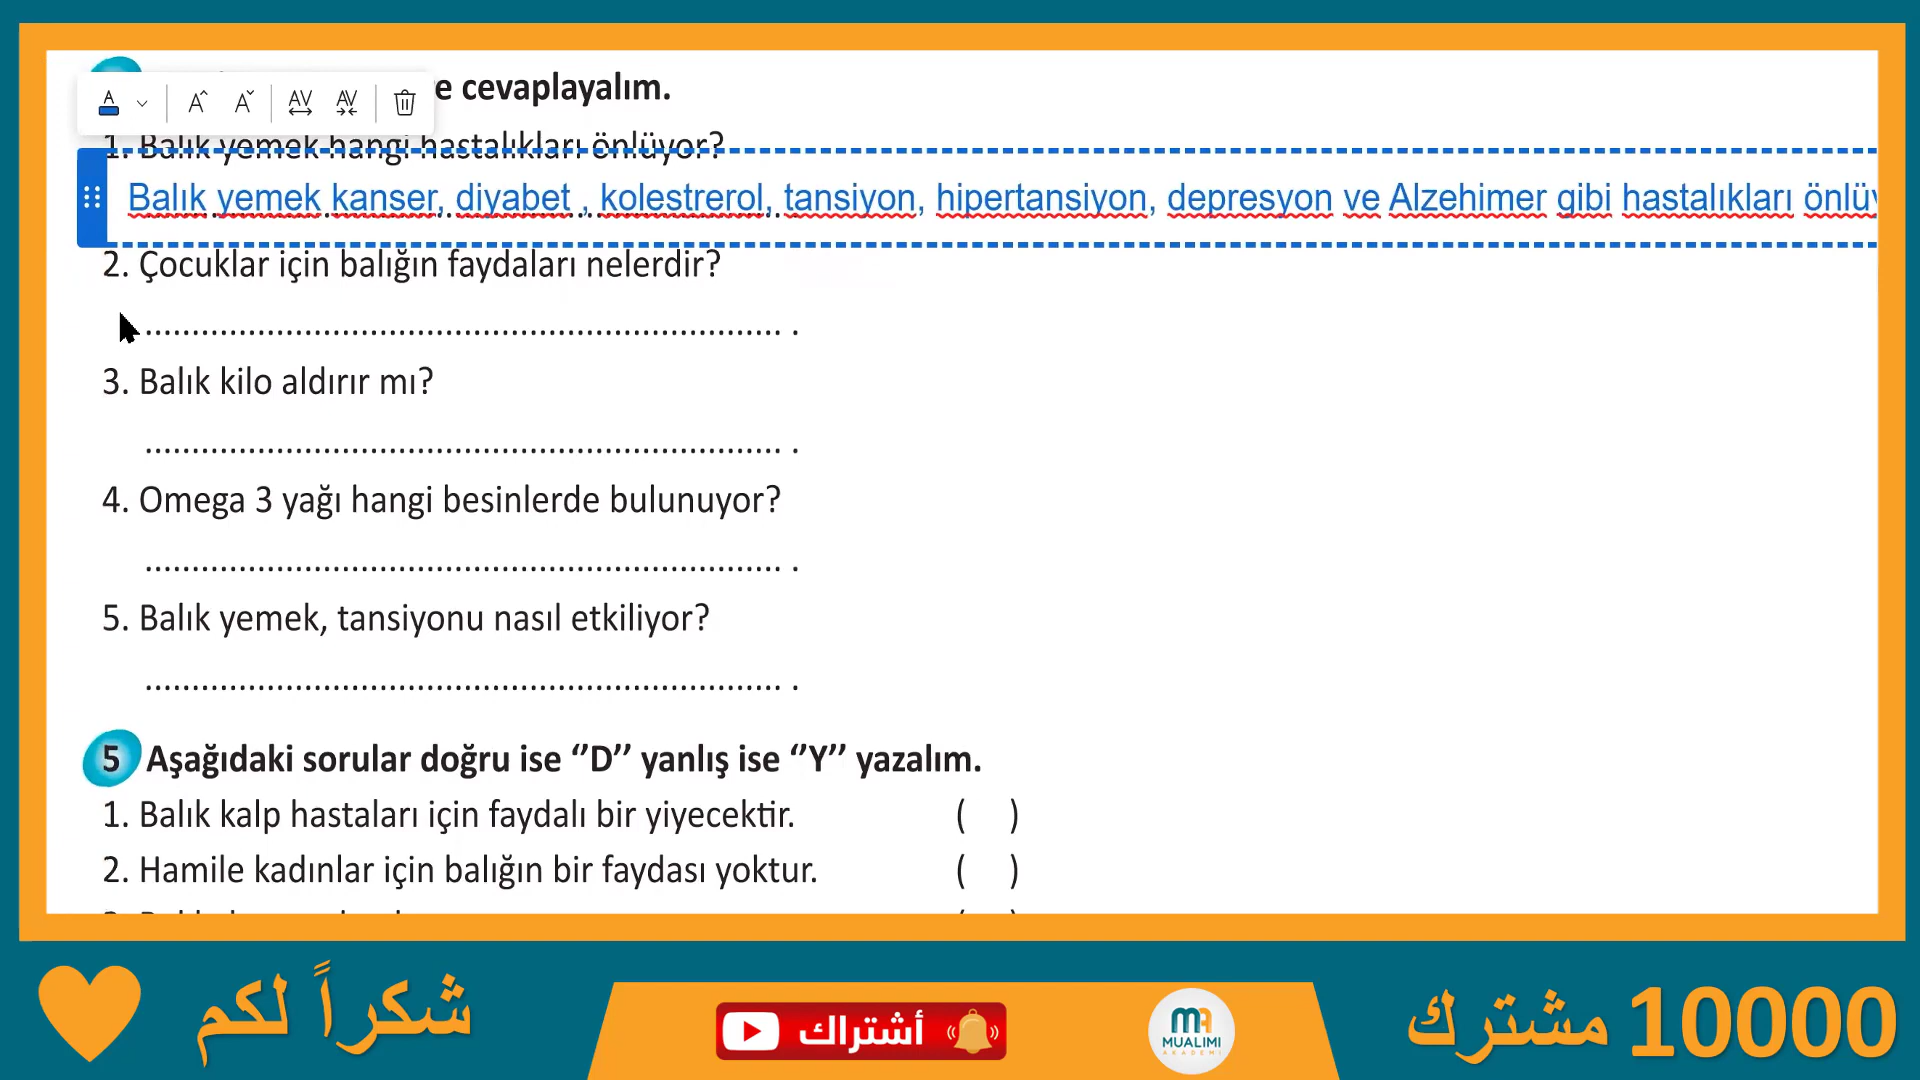 e cevaplayalım.
1. Balık yemek hangi hastalıkları önlüyor?
Balık yemek kanser, diyabet , kolestrerol, tansiyon, hipertansiyon, depresyon ve Alzehimer gibi hastalıkları
2. Çocuklar için balığın faydaları nelerdir?
3. Balık kilo aldırır mı?
4. Omega 3 yağı hangi besinlerde bulunuyor?
5. Balık yemek, tansiyonu nasıl etkiliyor?
5 Aşağıdaki sorular doğru ise ‘’D’’ yanlış ise ‘’Y’’ yazalım.
1. Balık kalp hastaları için faydalı bir yiyecektir. ( )
2. Hamile kadınlar için balığın bir faydası yoktur. ( )
شكراً لكم
أشتراك
MUALIMI
AKADEMI
10000 مشترك